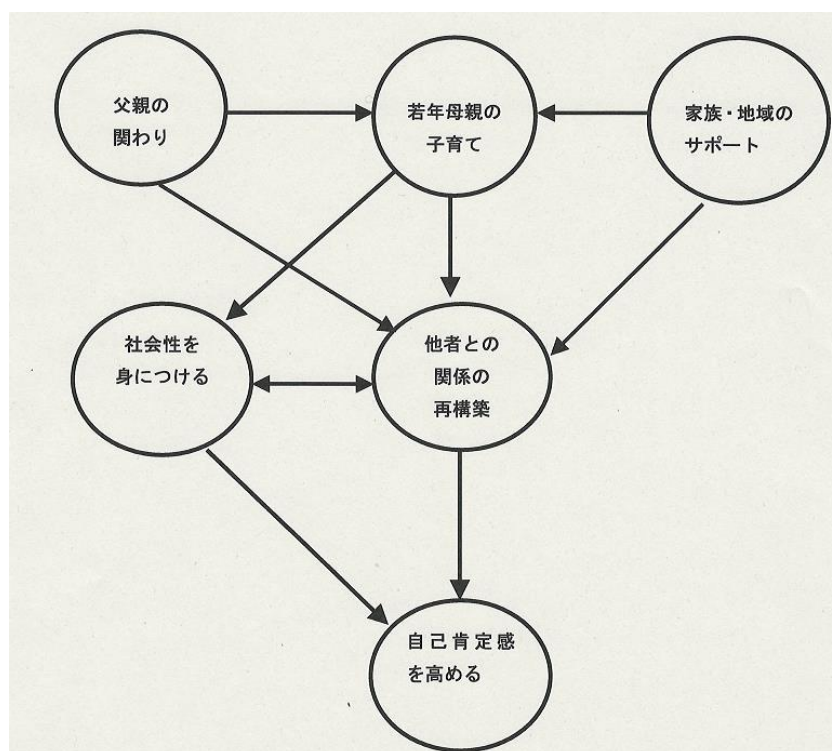 父親の
関わり
若年母親の
子育て
家族・地域の
サポート
社会性を
身につける
他者との
関係の
再構築
自己肯定感
を高める